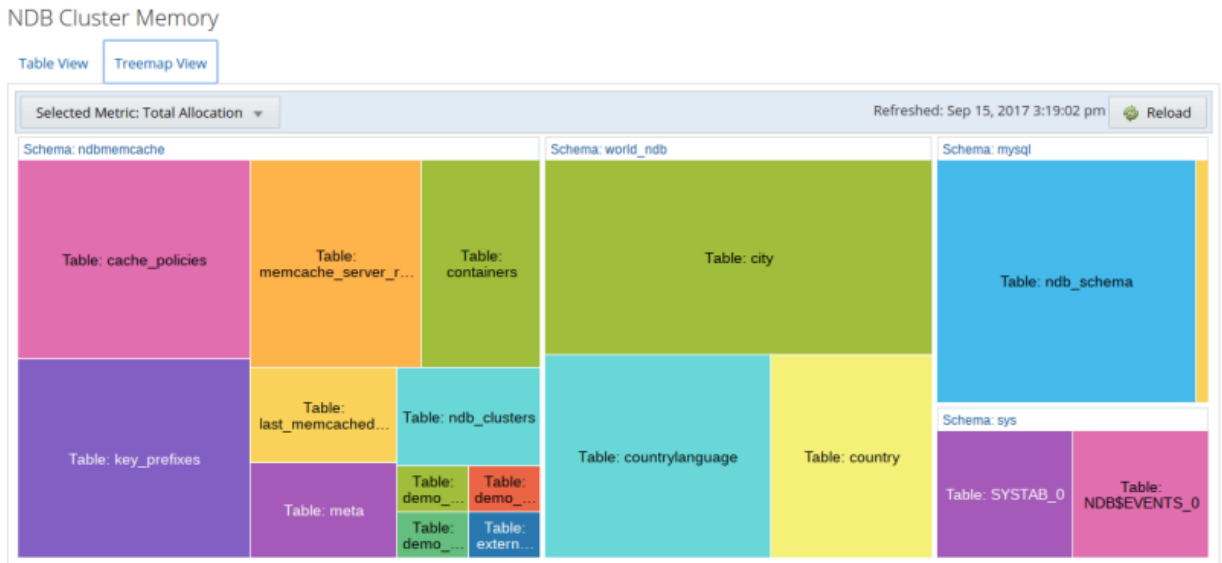 NDB Cluster Memory
Table View
Treemap View
Selected Metric: Total Allocation
Refreshed: Sep 15, 2017 3:19:02 pm
Reload
Schema: ndbmemcache
Table: cache_policies
Table:
memcache_server_r...
Table:
containers
Table: key_prefixes
Table:
last_memcached...
Table: ndb_clusters
Table: meta
Table:
demo_...
Table:
demo_...
Table:
demo_...
Table:
extern...
Schema: world_ndb
Table: city
Table: countrylanguage
Table: country
Schema: mysql
Table: ndb_schema
Schema: sys
Table: SYSTAB_0
Table:
NDB$EVENTS_0